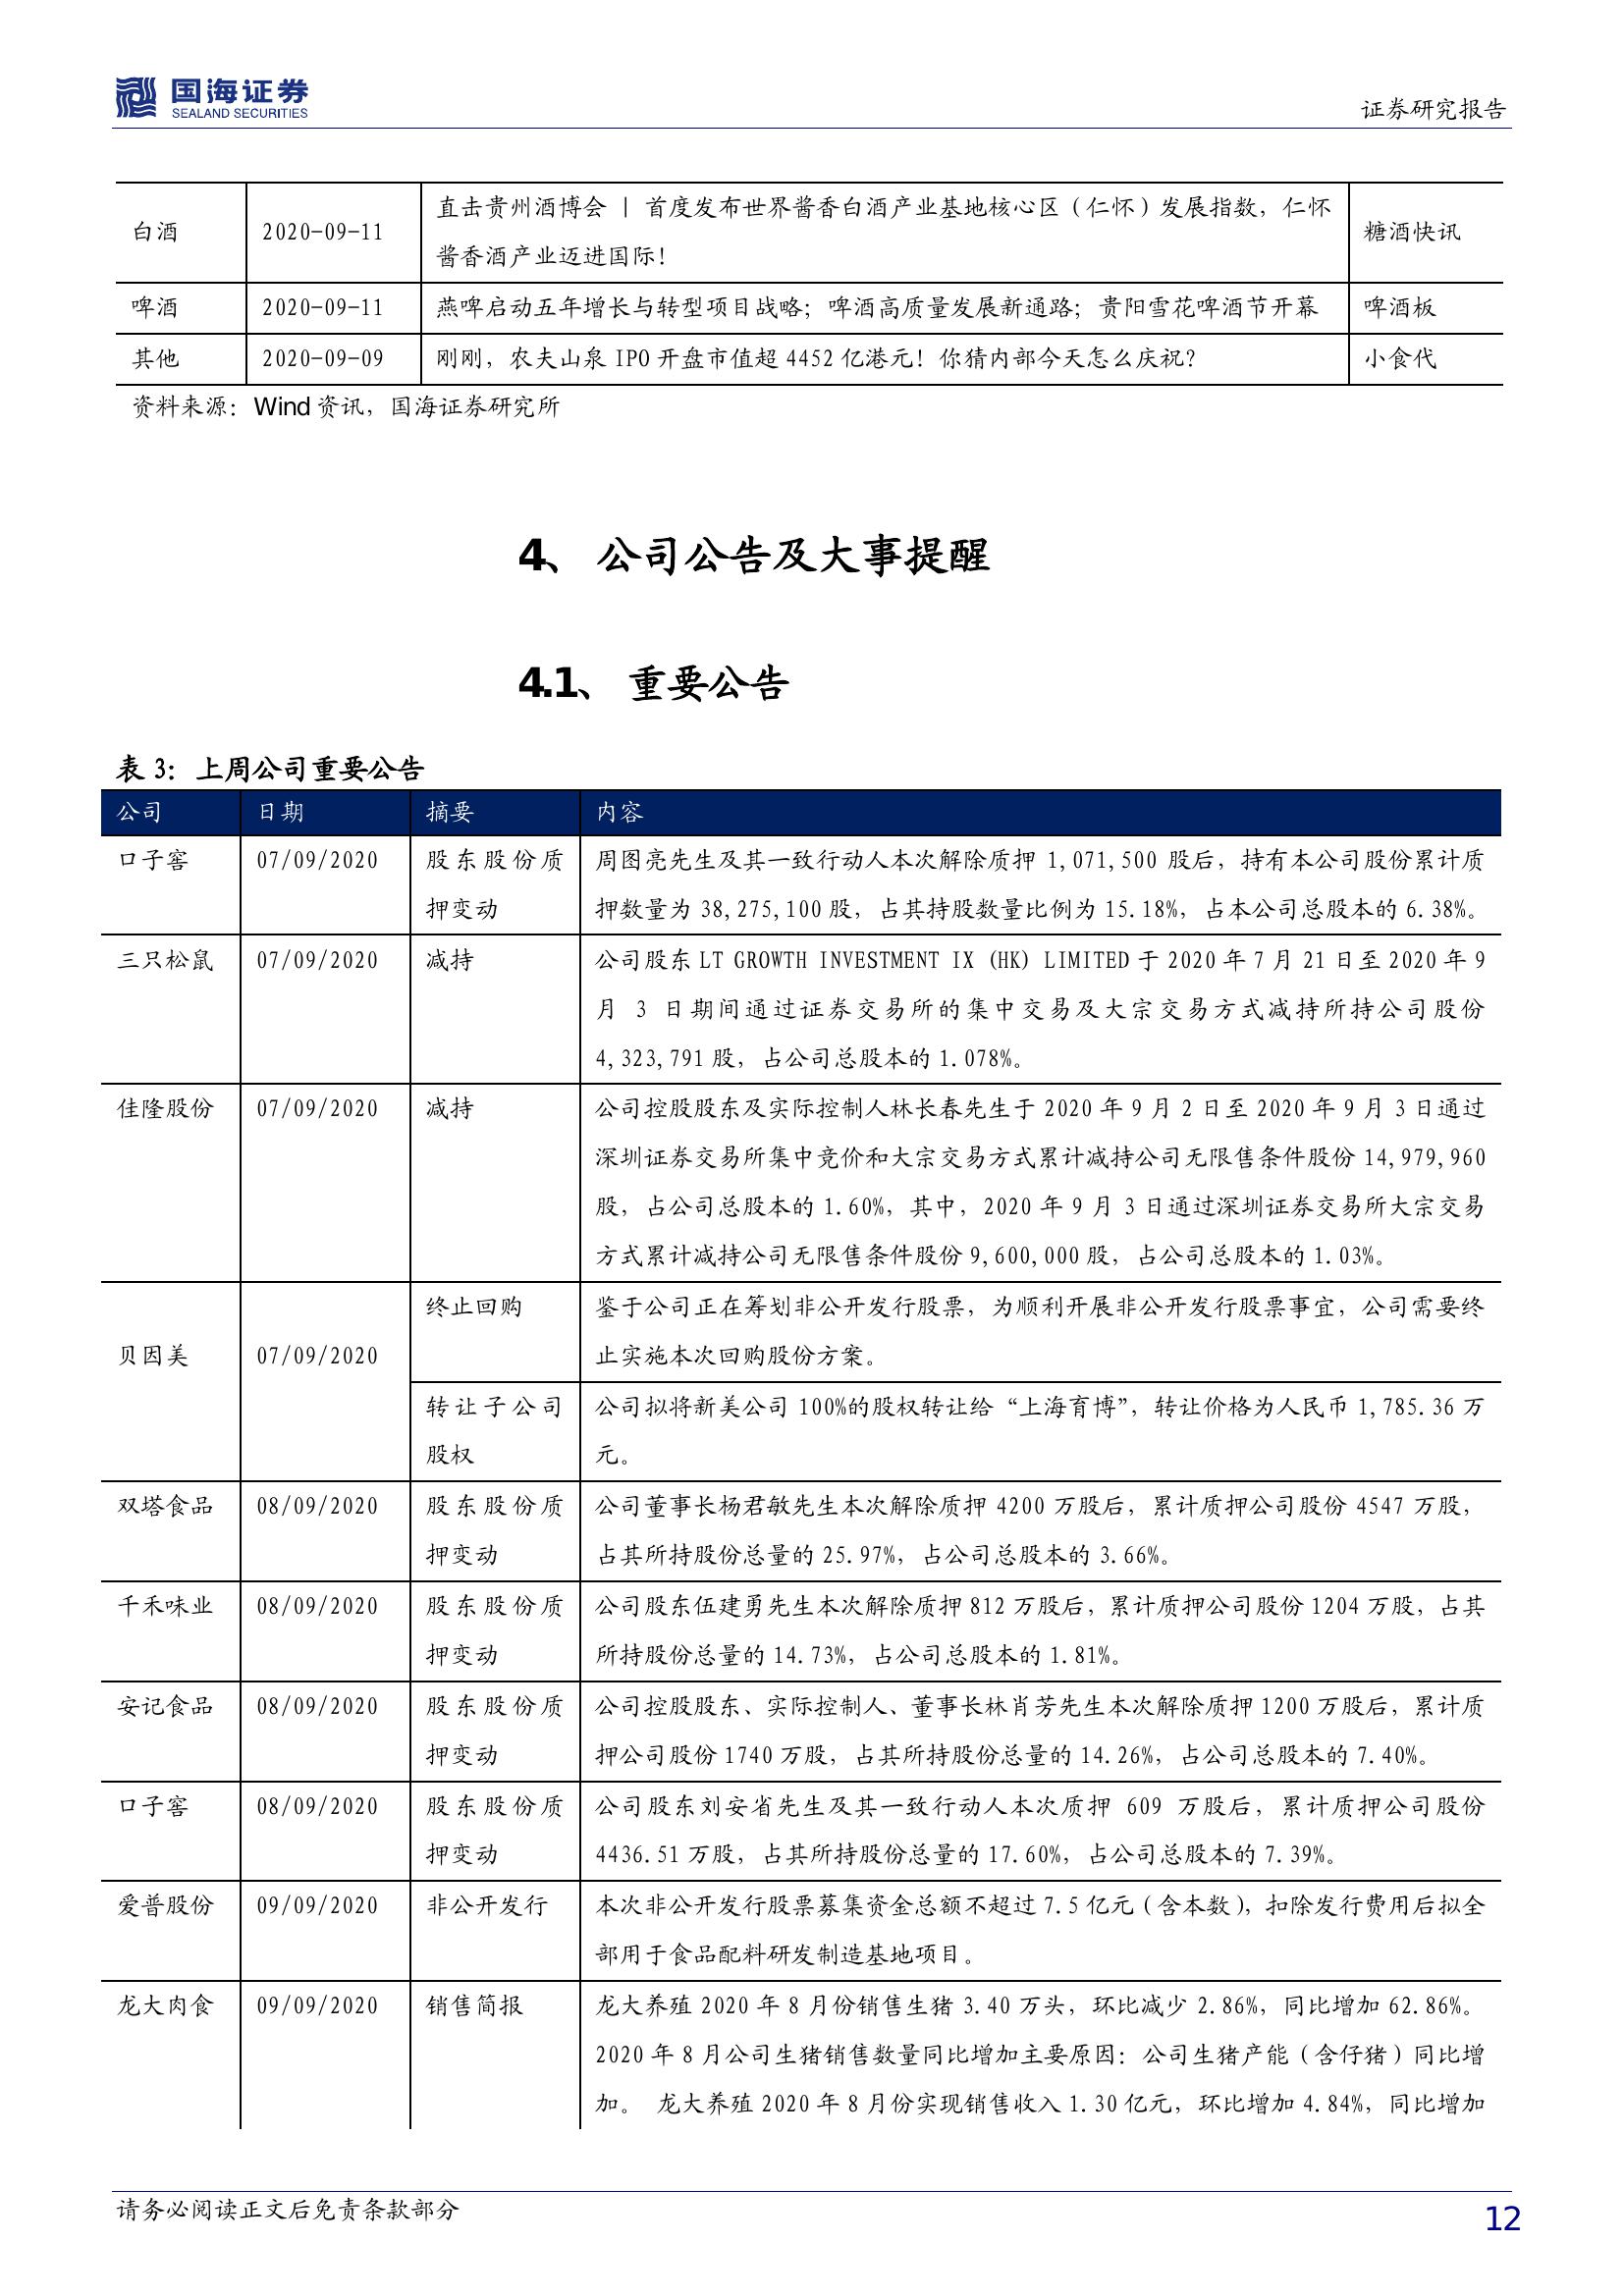 国海证券
SEALAND SECURITIES
证券研究报告
白酒 2020-09-11 直击贵州酒博会 | 首度发布世界酱香白酒产业基地核心区（仁怀）发展指数，仁怀 糖酒快讯
酱香酒产业迈进国际！
啤酒 2020-09-11 燕啤启动五年增长与转型项目战略；啤酒高质量发展新通路；贵阳雪花啤酒节开幕 啤酒板
其他 2020-09-09 刚刚，农夫山泉 IPO 开盘市值超 4452 亿港元！你猜内部今天怎么庆祝？ 小食代
资料来源：Wind 资讯，国海证券研究所
4、 公司公告及大事提醒
4.1、 重要公告
表 3：上周公司重要公告
公司 日期 摘要 内容
口子窖 07/09/2020 股东股份质 周图亮先生及其一致行动人本次解除质押 1,071,500 股后，持有本公司股份累计质
押变动 押数量为 38,275,100 股，占其持股数量比例为 15.18%，占本公司总股本的 6.38%。
三只松鼠 07/09/2020 减持 公司股东 LT GROWTH INVESTMENT IX (HK) LIMITED 于 2020 年 7 月 21 日至 2020 年 9
月 3 日期间通过证券交易所的集中交易及大宗交易方式减持所持公司股份
4,323,791 股，占公司总股本的 1.078%。
佳隆股份 07/09/2020 减持 公司控股股东及实际控制人林长春先生于 2020 年 9 月 2 日至 2020 年 9 月 3 日通过
深圳证券交易所集中竞价和大宗交易方式累计减持公司无限售条件股份 14,979,960
股，占公司总股本的 1.60%，其中，2020 年 9 月 3 日通过深圳证券交易所大宗交易
方式累计减持公司无限售条件股份 9,600,000 股，占公司总股本的 1.03%。
贝因美 07/09/2020 终止回购 鉴于公司正在筹划非公开发行股票，为顺利开展非公开发行股票事宜，公司需要终
止实施本次回购股份方案。
转让子公司 公司拟将新美公司 100%的股权转让给“上海育博”，转让价格为人民币 1,785.36 万
股权 元。
双塔食品 08/09/2020 股东股份质 公司董事长杨君敏先生本次解除质押 4200 万股后，累计质押公司股份 4547 万股，
押变动 占其所持股份总量的 25.97%，占公司总股本的 3.66%。
千禾味业 08/09/2020 股东股份质 公司股东伍建勇先生本次解除质押 812 万股后，累计质押公司股份 1204 万股，占其
押变动 所持股份总量的 14.73%，占公司总股本的 1.81%。
安记食品 08/09/2020 股东股份质 公司控股股东、实际控制人、董事长林肖芳先生本次解除质押 1200 万股后，累计质
押变动 押公司股份 1740 万股，占其所持股份总量的 14.26%，占公司总股本的 7.40%。
口子窖 08/09/2020 股东股份质 公司股东刘安省先生及其一致行动人本次质押 609 万股后，累计质押公司股份
押变动 4436.51 万股，占其所持股份总量的 17.60%，占公司总股本的 7.39%。
爱普股份 09/09/2020 非公开发行 本次非公开发行股票募集资金总额不超过 7.5 亿元（含本数），扣除发行费用后拟全
部用于食品配料研发制造基地项目。
龙大肉食 09/09/2020 销售简报 龙大养殖 2020 年 8 月份销售生猪 3.40 万头，环比减少 2.86%，同比增加 62.86%。
2020 年 8 月公司生猪销售数量同比增加主要原因：公司生猪产能（含仔猪）同比增
加。 龙大养殖 2020 年 8 月份实现销售收入 1.30 亿元，环比增加 4.84%，同比增加
请务必阅读正文后免责条款部分
12